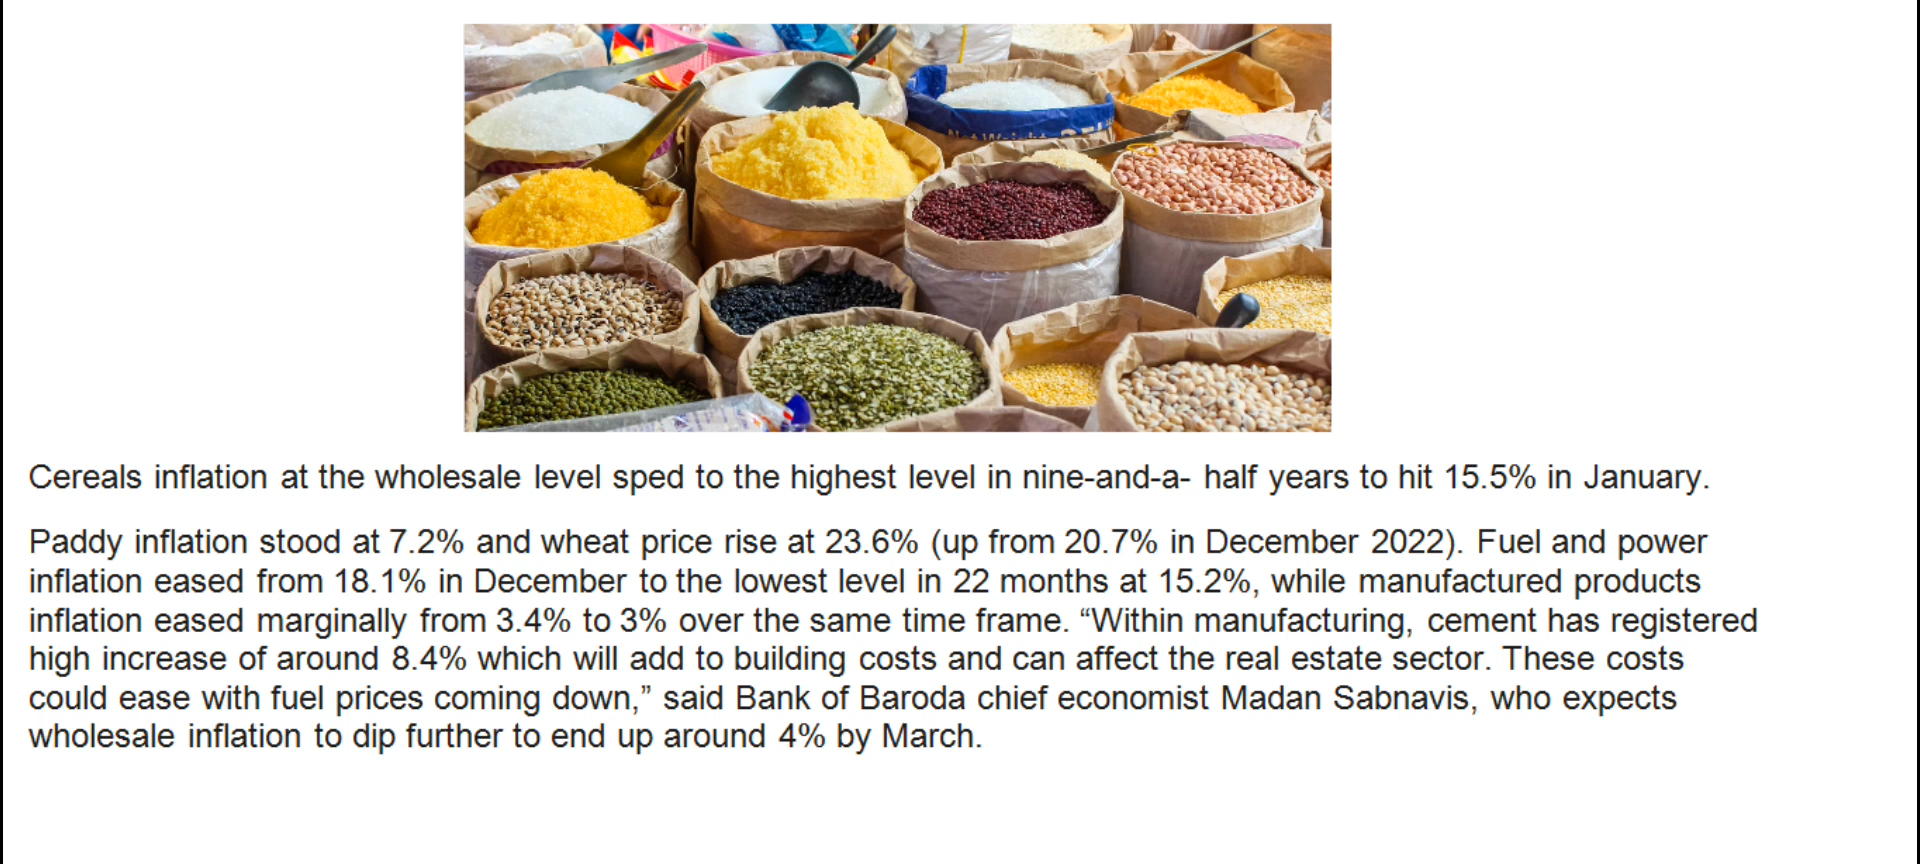 Net Weight
Cereals inflation at the wholesale level sped to the highest level in nine-and-a- half years to hit 15.5% in January.
Paddy inflation stood at 7.2% and wheat price rise at 23.6% (up from 20.7% in December 2022). Fuel and power
inflation eased from 18.1% in December to the lowest level in 22 months at 15.2%, while manufactured products
inflation eased marginally from 3.4% to 3% over the same time frame. “Within manufacturing, cement has registered
high increase of around 8.4% which will add to building costs and can affect the real estate sector. These costs
could ease with fuel prices coming down,” said Bank of Baroda chief economist Madan Sabnavis, who expects
wholesale inflation to dip further to end up around 4% by March.